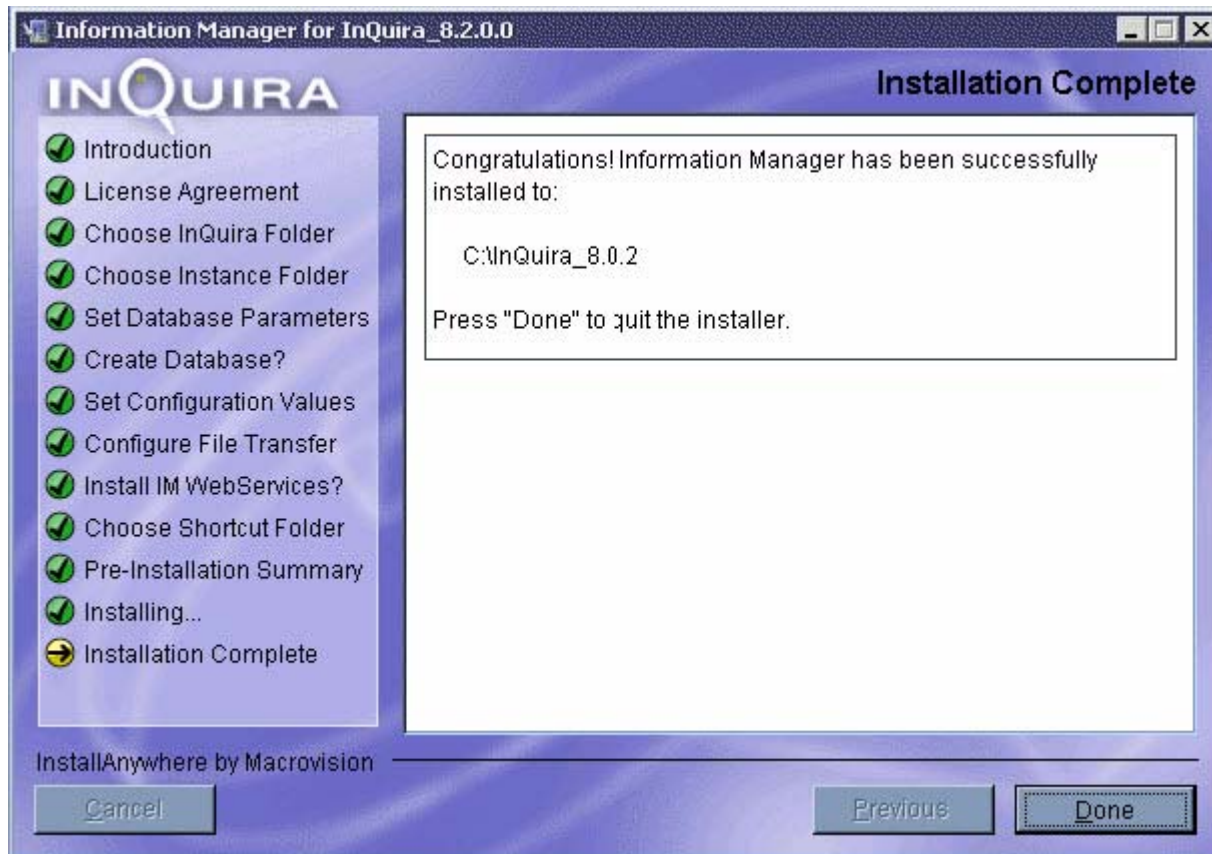 Information Manager for InQuira_8.2.0.0
INQUIRA
Installation Complete
Introduction
License Agreement
Choose InQuira Folder
Choose Instance Folder
Set Database Parameters
Create Database?
Set Configuration Values
Configure File Transfer
Install IM WebServices?
Choose Shortcut Folder
Pre-Installation Summary
Installing...
Installation Complete
Congratulations! Information Manager has been successfully
installed to:
C:\InQuira_8.0.2
Press "Done" to quit the installer.
InstallAnywhere by Macrovision
Cancel
Previous
Done